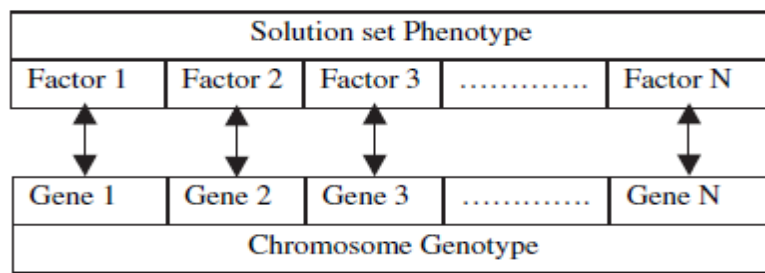 Solution set Phenotype
Factor 1 Factor 2 Factor 3 …………. Factor N
Gene 1 Gene 2 Gene 3 …………. Gene N
Chromosome Genotype